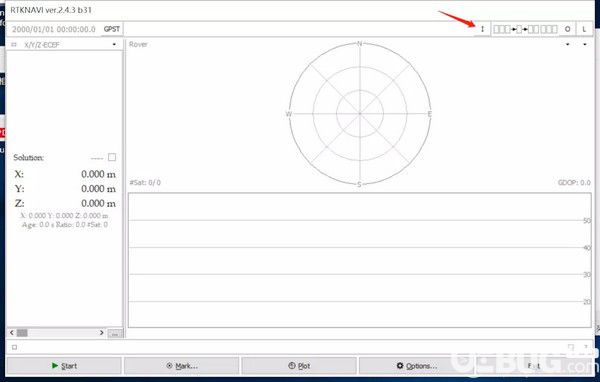 RTKNAVI ver.2.4.3 b31
2000/01/01 00:00:00.0 GPST I O L
X/Y/Z-ECEF Rover
N
W E
S
Solution: ----
X: 0.000 m
Y: 0.000 m
Z: 0.000 m
X: 0.000 Y: 0.000 Z: 0.000 m
Age: 0.0 s Ratio: 0.0 #Sat: 0
#Sat: 0/ 0 GDOP: 0.0
50
40
30
20
...
Start Mark... Plot Options... Exit